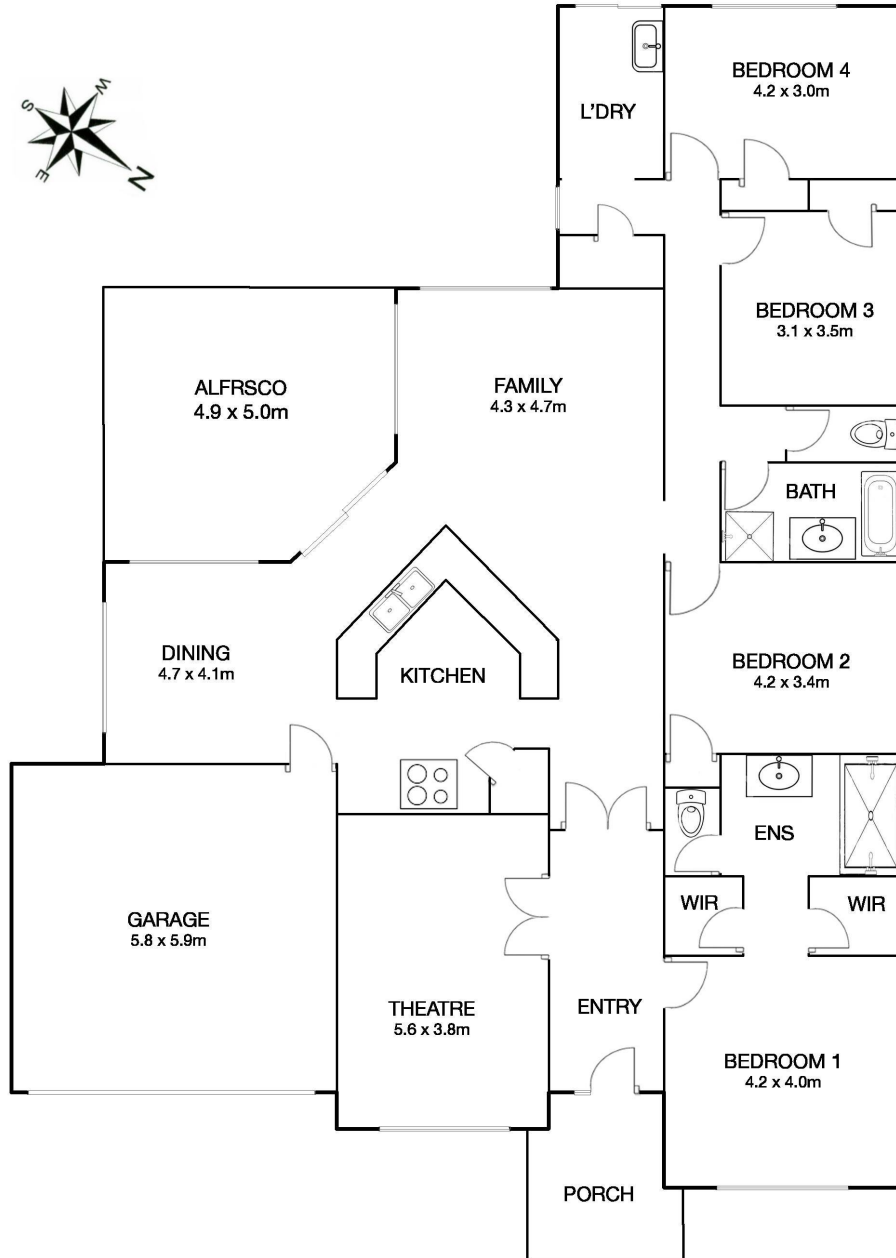 W
S
E
N
L'DRY
BEDROOM 4
4.2 x 3.0m
BEDROOM 3
3.1 x 3.5m
ALFRSCO
4.9 x 5.0m
FAMILY
4.3 x 4.7m
BATH
DINING
4.7 x 4.1m
KITCHEN
BEDROOM 2
4.2 x 3.4m
ENS
WIR
WIR
GARAGE
5.8 x 5.9m
THEATRE
5.6 x 3.8m
ENTRY
BEDROOM 1
4.2 x 4.0m
PORCH